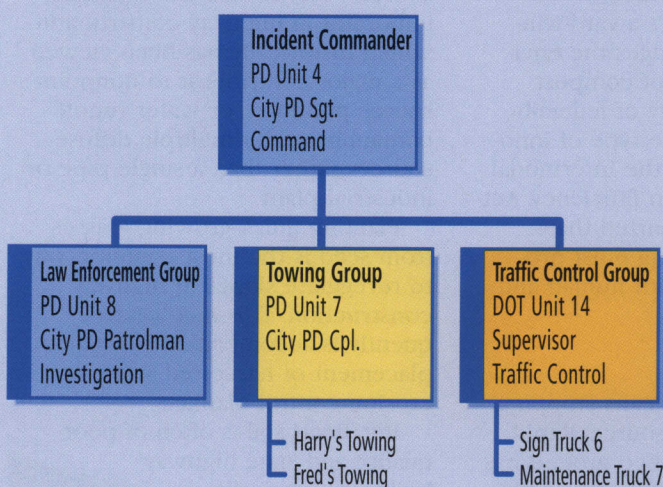 Incident Commander
PD Unit 4
City PD Sgt.
Command
Law Enforcement Group
PD Unit 8
City PD Patrolman
Investigation
Towing Group
PD Unit 7
City PD Cpl.
Traffic Control Group
DOT Unit 14
Supervisor
Traffic Control
Harry's Towing
Fred's Towing
Sign Truck 6
Maintenance Truck 7